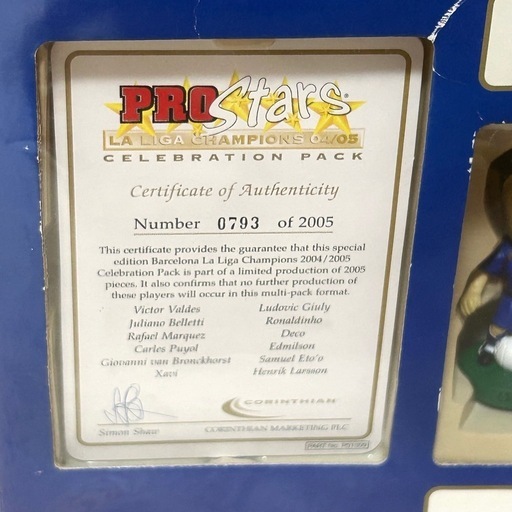 PROStars
LA LIGA CHAMPIONS 04/05
CELEBRATION PACK
Certificate of Authenticity
Number 0793 of 2005
This certificate provides the guarantee that this special
edition Barcelona La Liga Champions 2004/2005
Celebration Pack is part of a limited production of 2005
pieces. It also confirms that no further production of
these players will occur in this multi-pack format.
Victor Valdes Ludovic Giuly
Juliano Belletti Ronaldinho
Rafael Marquez Deco
Carles Puyol Edmilson
Giovanni van Bronckhorst Samuel Eto'o
Xavi Henrik Larsson
CORINTHIAN
Simon Shaw CORINTHIAN MARKETING PLC